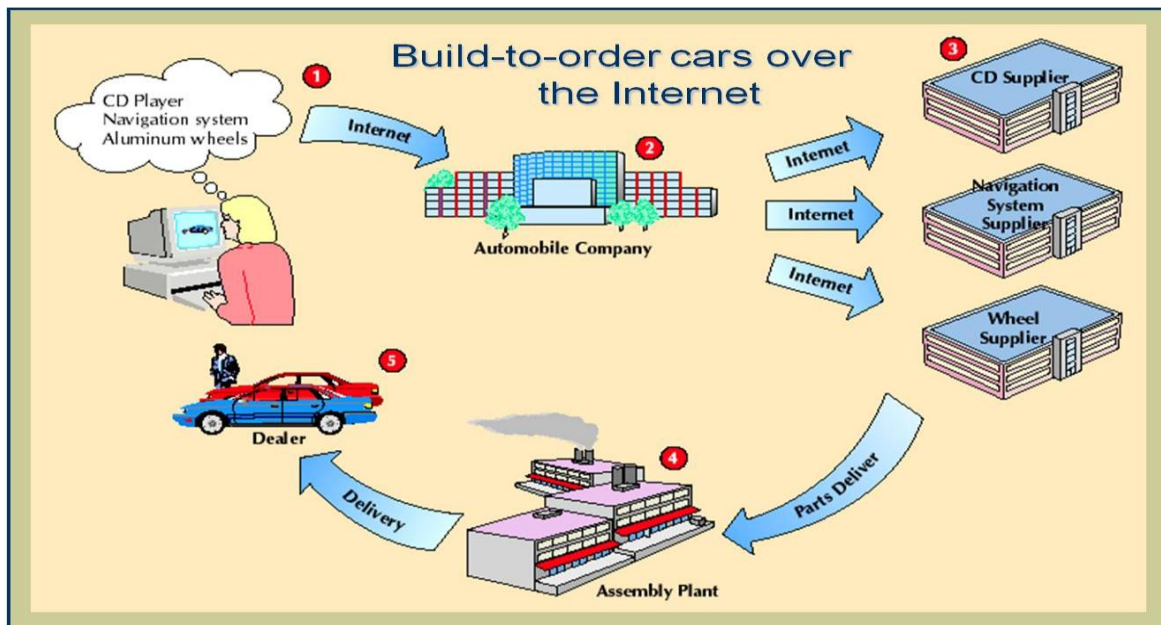 Build-to-order cars over
the Internet
1
CD Player
Navigation system
Aluminum wheels
Internet
2
Automobile Company
Internet
Internet
Internet
3
CD Supplier
Navigation
System
Supplier
Wheel
Supplier
Parts Deliver
4
Assembly Plant
Delivery
5
Dealer